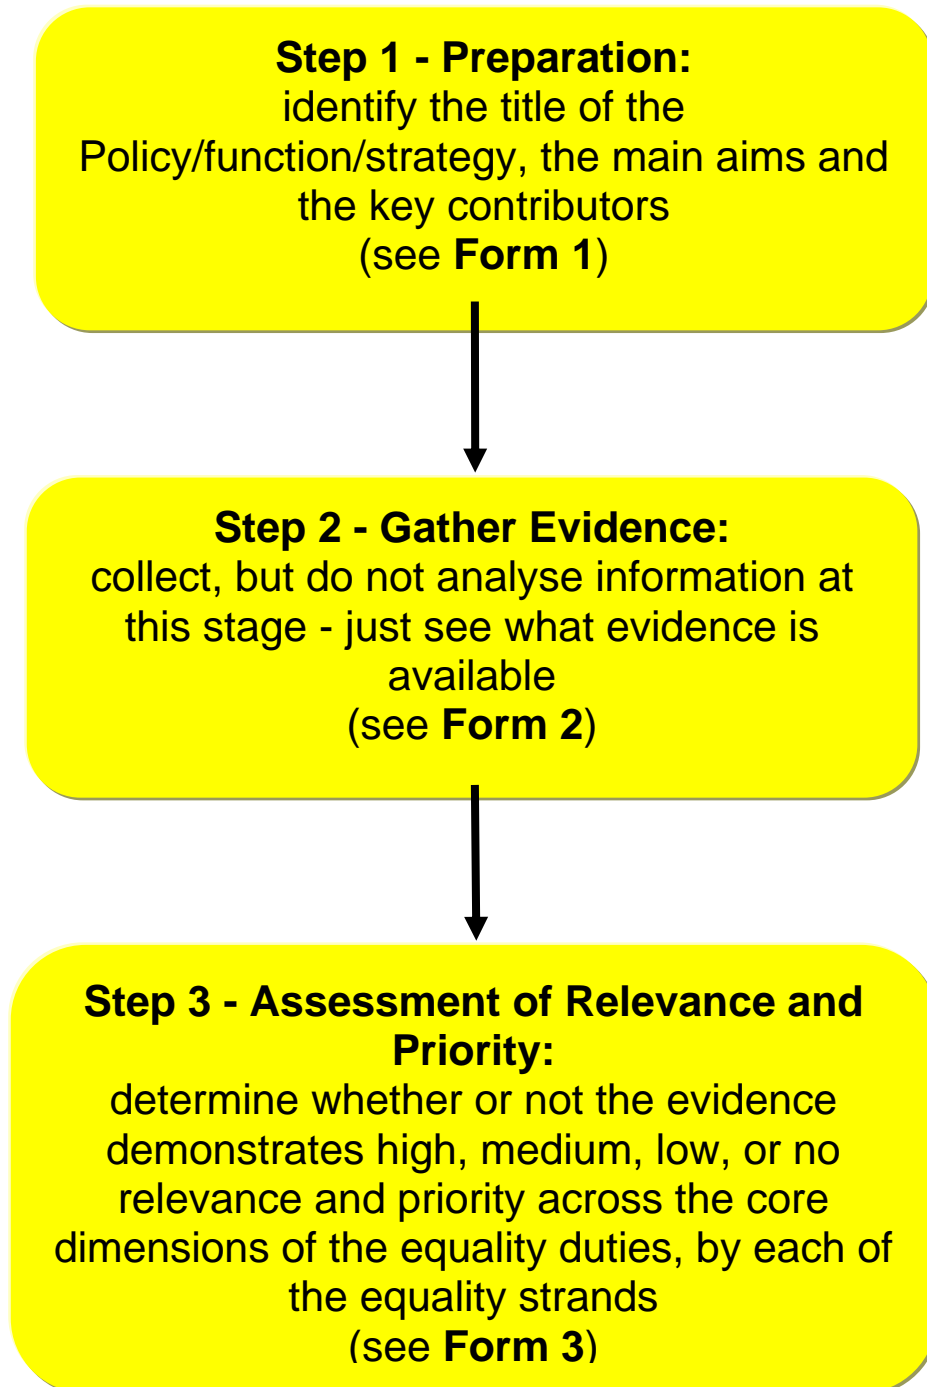 Step 1 - Preparation:
identify the title of the
Policy/function/strategy, the main aims and
the key contributors
(see Form 1)
Step 2 - Gather Evidence:
collect, but do not analyse information at
this stage - just see what evidence is
available
(see Form 2)
Step 3 - Assessment of Relevance and
Priority:
determine whether or not the evidence
demonstrates high, medium, low, or no
relevance and priority across the core
dimensions of the equality duties, by each of
the equality strands
(see Form 3)